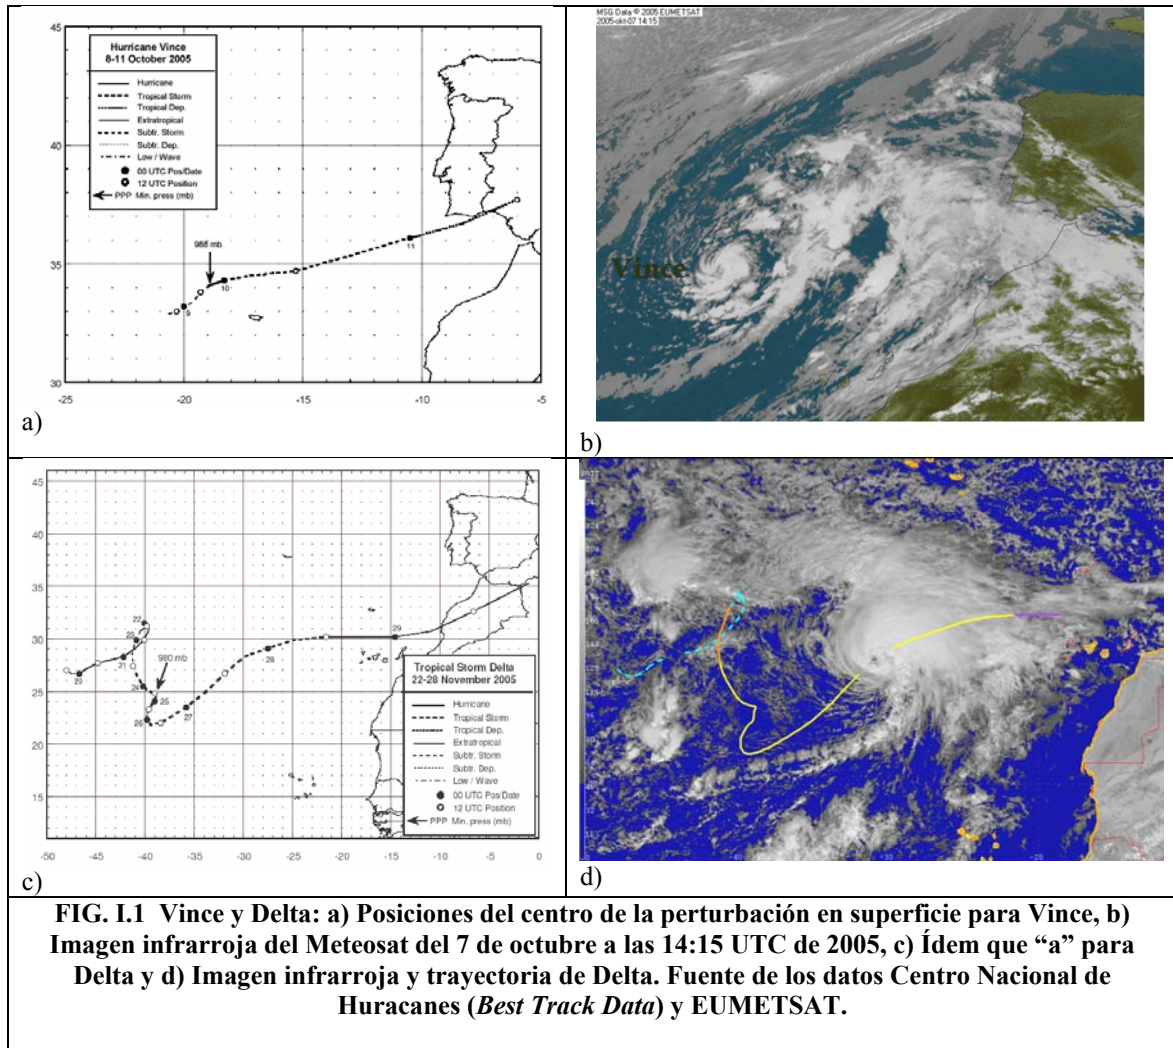 45
Hurricane Vince
8-11 October 2005
Hurricane
Tropical Storm
Tropical Dep.
Extratropical
Subtr. Storm
Subtr. Dep.
Low / Wave
00 UTC Pos/Date
12 UTC Position
PPP Min. press (mb)
40
35
988 mb
9
10
11
30
-25
-20
-15
-10
-5
a)
MSG Data © 2005 EUMETSAT
2005-okt-07 14:15
Vince
b)
45
40
35
30
25
20
15
22
23
21
20
24
980 mb
25
26
27
28
29
Tropical Storm Delta
22-28 November 2005
Hurricane
Tropical Storm
Tropical Dep.
Extratropical
Subtr. Storm
Subtr. Dep.
Low / Wave
00 UTC Pos/Date
12 UTC Position
PPP Min. press (mb)
-50
-45
-40
-35
-30
-25
-20
-15
-10
-5
0
c)
d)
FIG. I.1 Vince y Delta: a) Posiciones del centro de la perturbación en superficie para Vince, b)
Imagen infrarroja del Meteosat del 7 de octubre a las 14:15 UTC de 2005, c) Ídem que “a” para
Delta y d) Imagen infrarroja y trayectoria de Delta. Fuente de los datos Centro Nacional de
Huracanes (Best Track Data) y EUMETSAT.